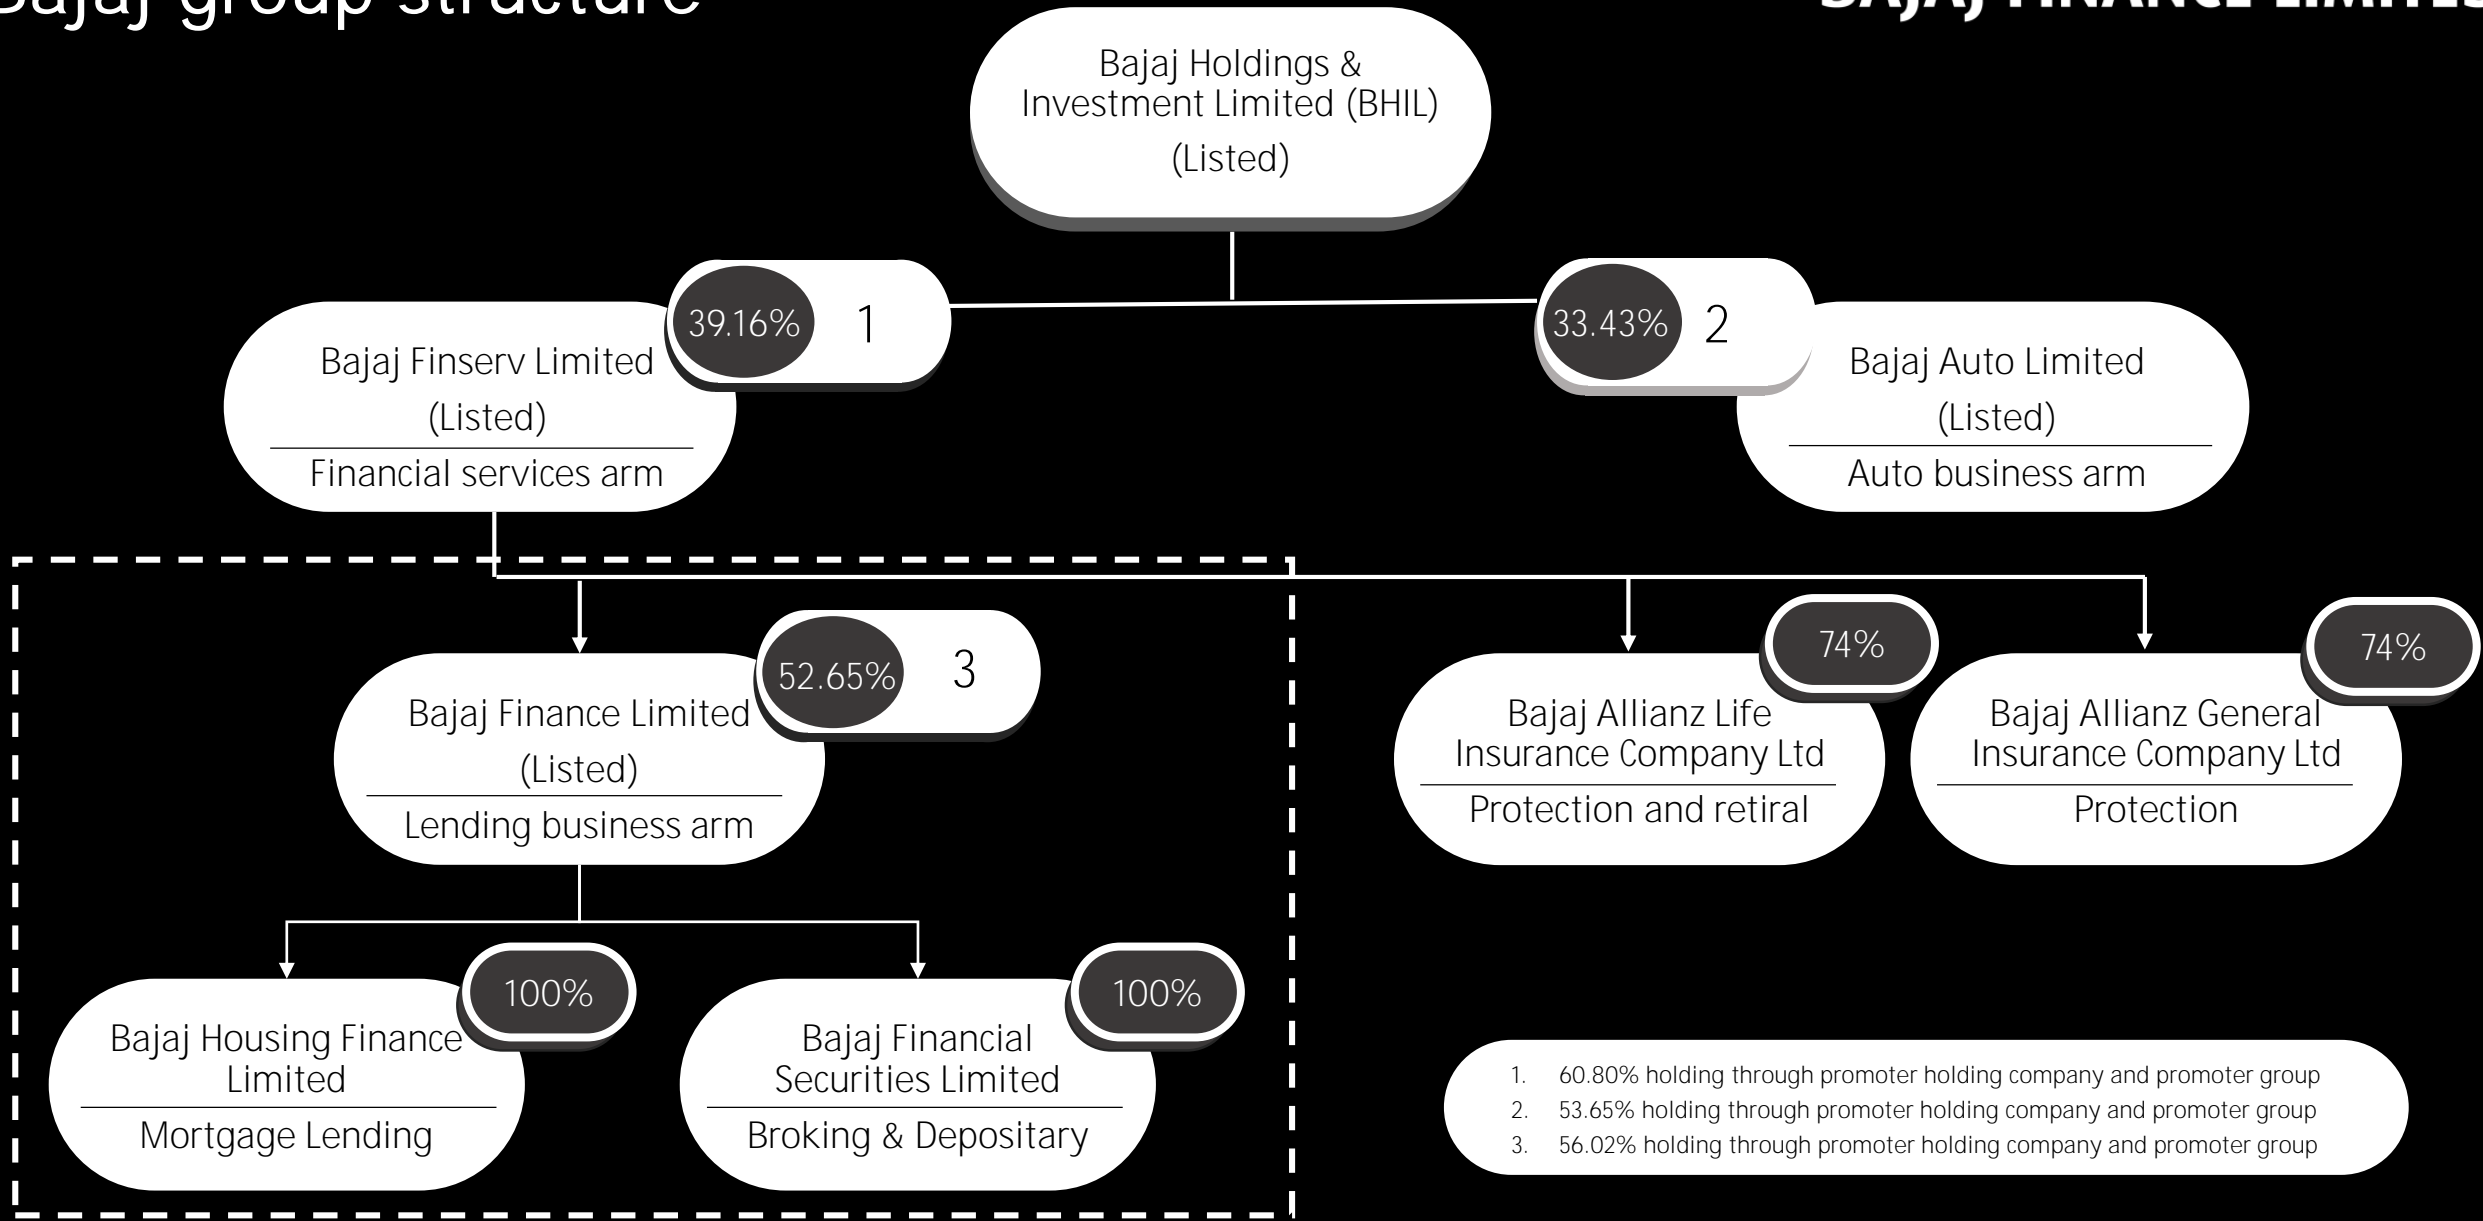 Bajaj group structure
BAJAJ FINANCE LIMITED
Bajaj Holdings &
Investment Limited (BHIL)
(Listed)
39.16% 1
33.43% 2
Bajaj Finserv Limited
(Listed)
Financial services arm
Bajaj Auto Limited
(Listed)
Auto business arm
52.65% 3
74%
74%
Bajaj Finance Limited
(Listed)
Lending business arm
Bajaj Allianz Life
Insurance Company Ltd
Protection and retiral
Bajaj Allianz General
Insurance Company Ltd
Protection
100%
100%
Bajaj Housing Finance
Limited
Mortgage Lending
Bajaj Financial
Securities Limited
Broking & Depositary
1. 60.80% holding through promoter holding company and promoter group
2. 53.65% holding through promoter holding company and promoter group
3. 56.02% holding through promoter holding company and promoter group